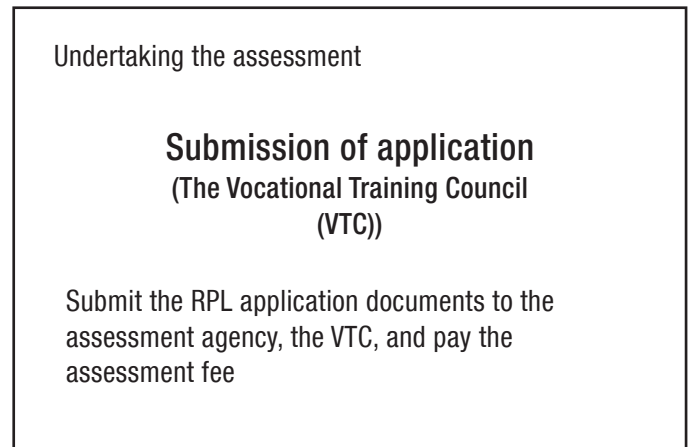 Undertaking the assessment
Submission of application
(The Vocational Training Council
(VTC))
Submit the RPL application documents to the
assessment agency, the VTC, and pay the
assessment fee